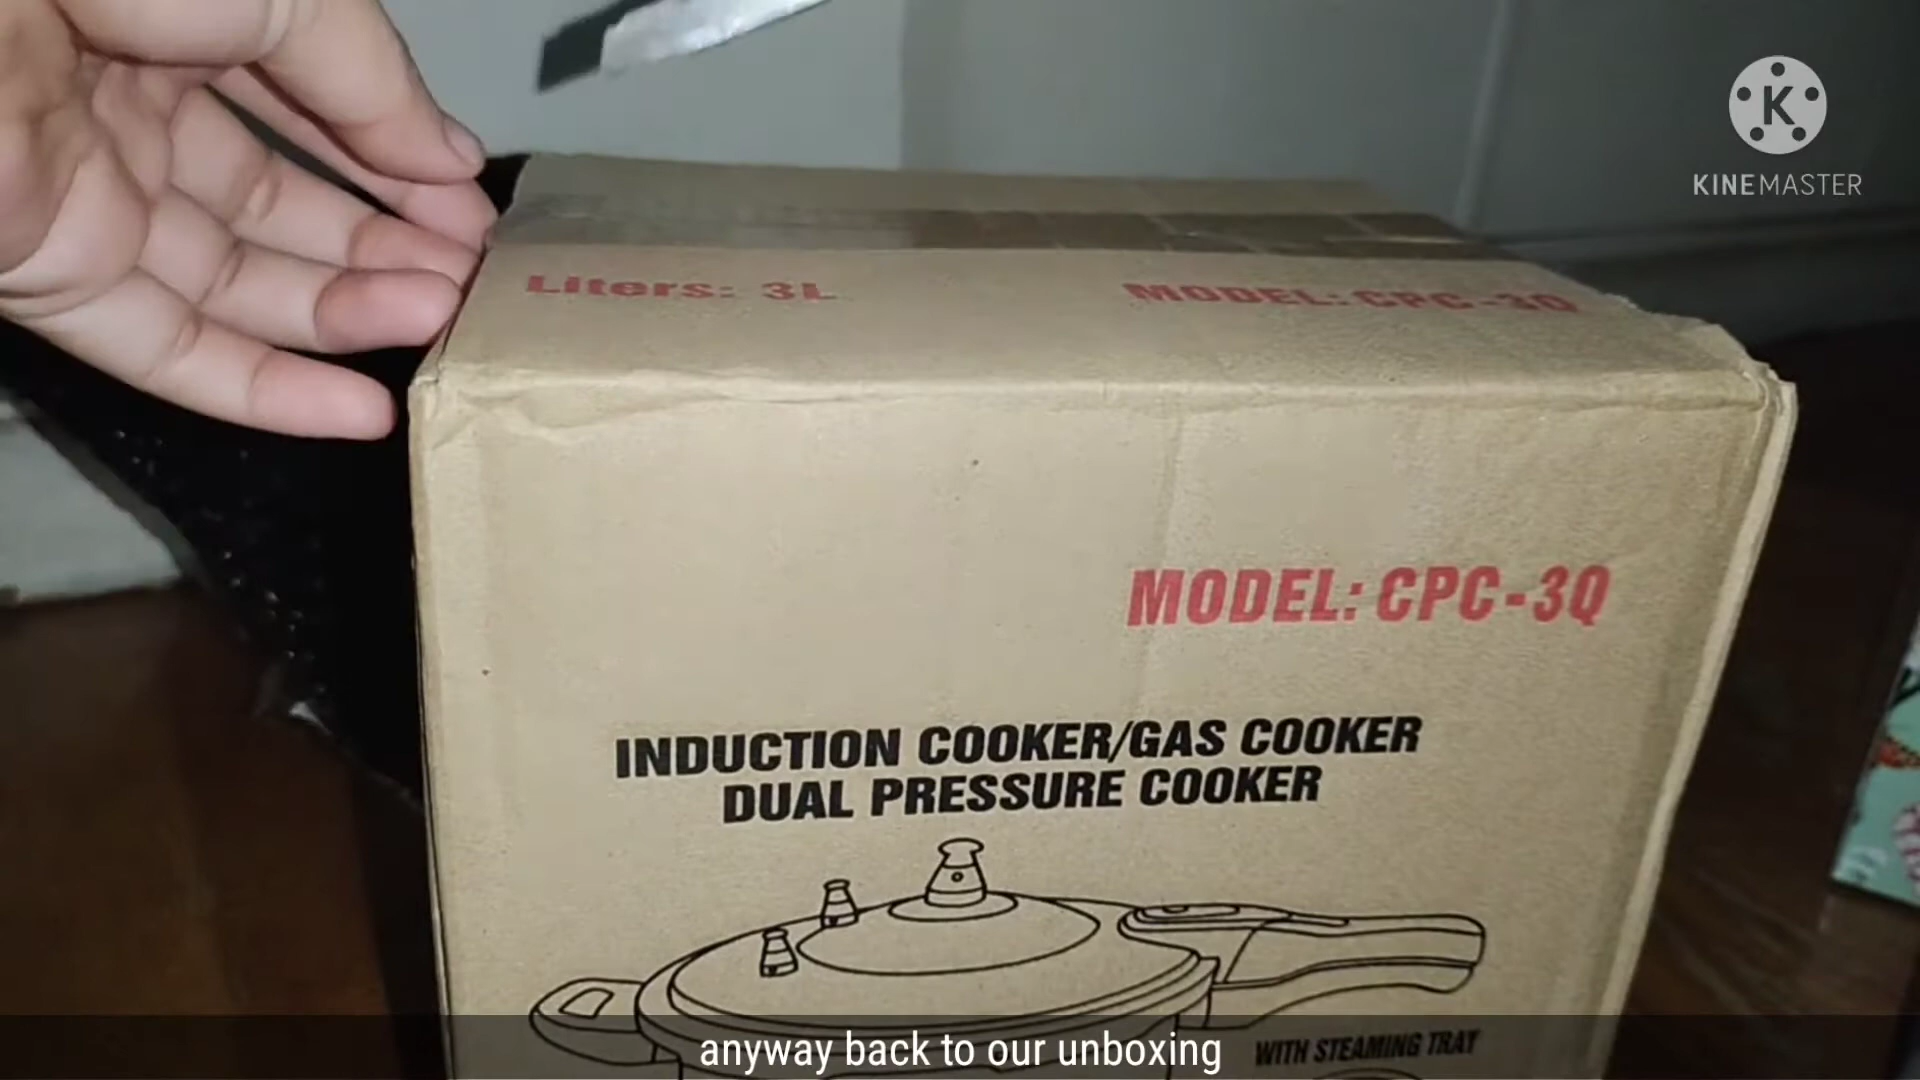 K
KINEMASTER
Liters: 3L
MODEL: CPC-3Q
MODEL: CPC-3Q
INDUCTION COOKER/GAS COOKER
DUAL PRESSURE COOKER
WITH STEAMING TRAY
anyway back to our unboxing